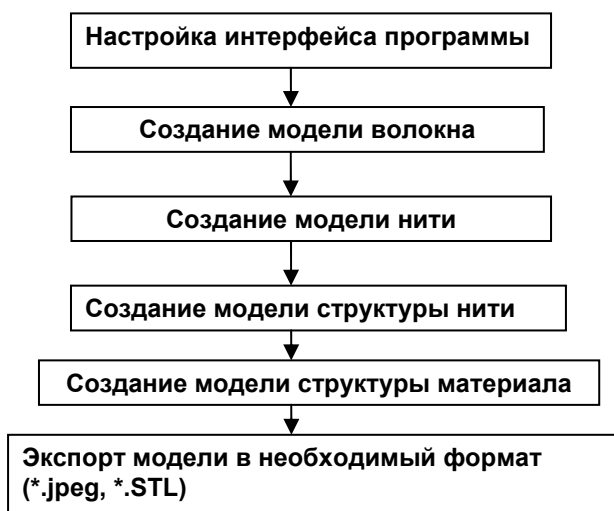 Настройка интерфейса программы
Создание модели волокна
Создание модели нити
Создание модели структуры нити
Создание модели структуры материала
Экспорт модели в необходимый формат
(*.jpeg, *.STL)